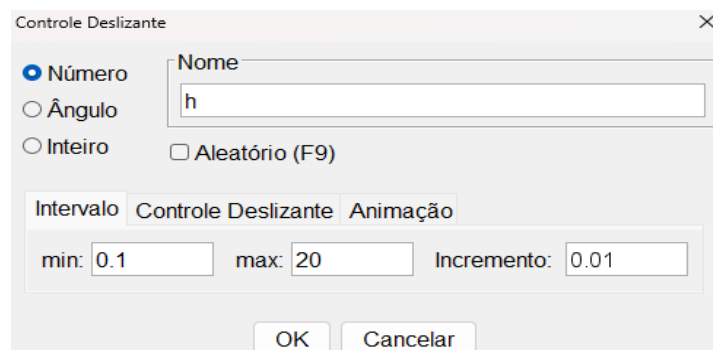 Controle Deslizante
Número
Nome
h
Ângulo
Inteiro
Aleatório (F9)
Intervalo Controle Deslizante Animação
min: 0.1 max: 20 Incremento: 0.01
OK Cancelar